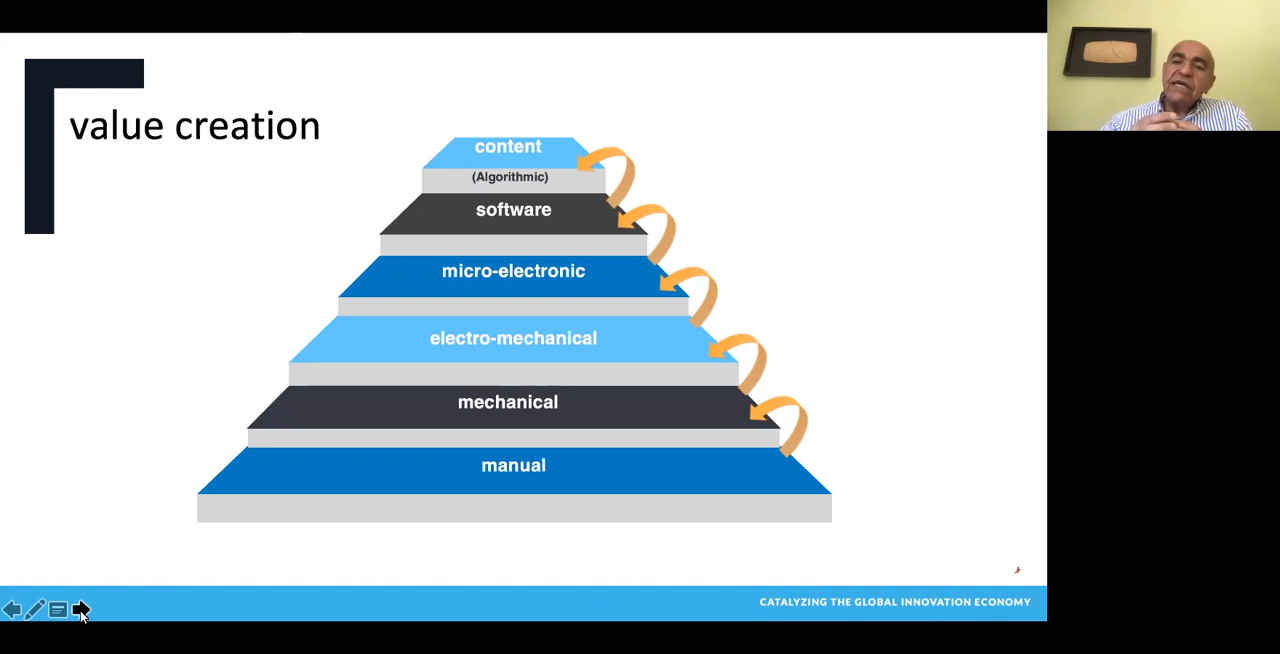 value creation
content
(Algorithmic)
software
micro-electronic
electro-mechanical
mechanical
manual
CATALYZING THE GLOBAL INNOVATION ECONOMY